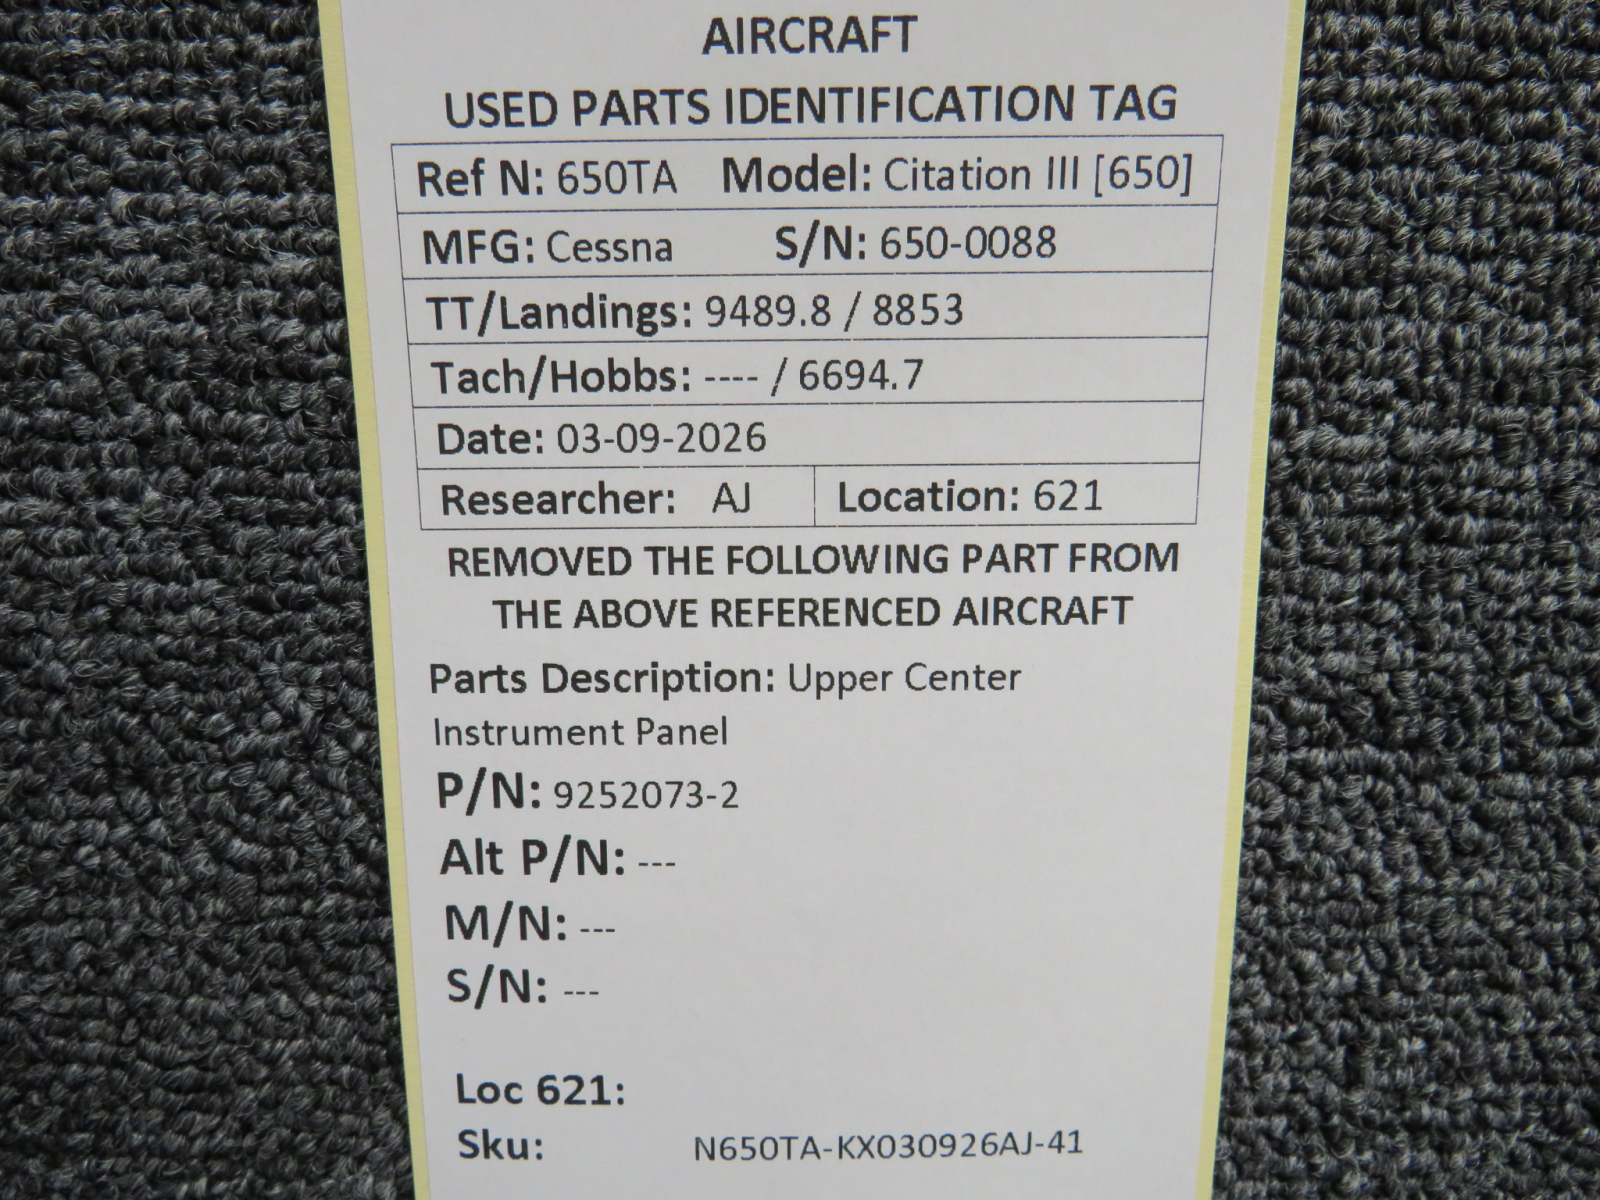 AIRCRAFT
USED PARTS IDENTIFICATION TAG
Ref N: 650TA Model: Citation III [650]
MFG: Cessna S/N: 650-0088
TT/Landings: 9489.8 / 8853
Tach/Hobbs: ---- / 6694.7
Date: 03-09-2026
Researcher: AJ Location: 621
REMOVED THE FOLLOWING PART FROM
THE ABOVE REFERENCED AIRCRAFT
Parts Description: Upper Center
Instrument Panel
P/N: 9252073-2
Alt P/N: ---
M/N: ---
S/N: ---
Loc 621:
Sku: N650TA-KX030926AJ-41